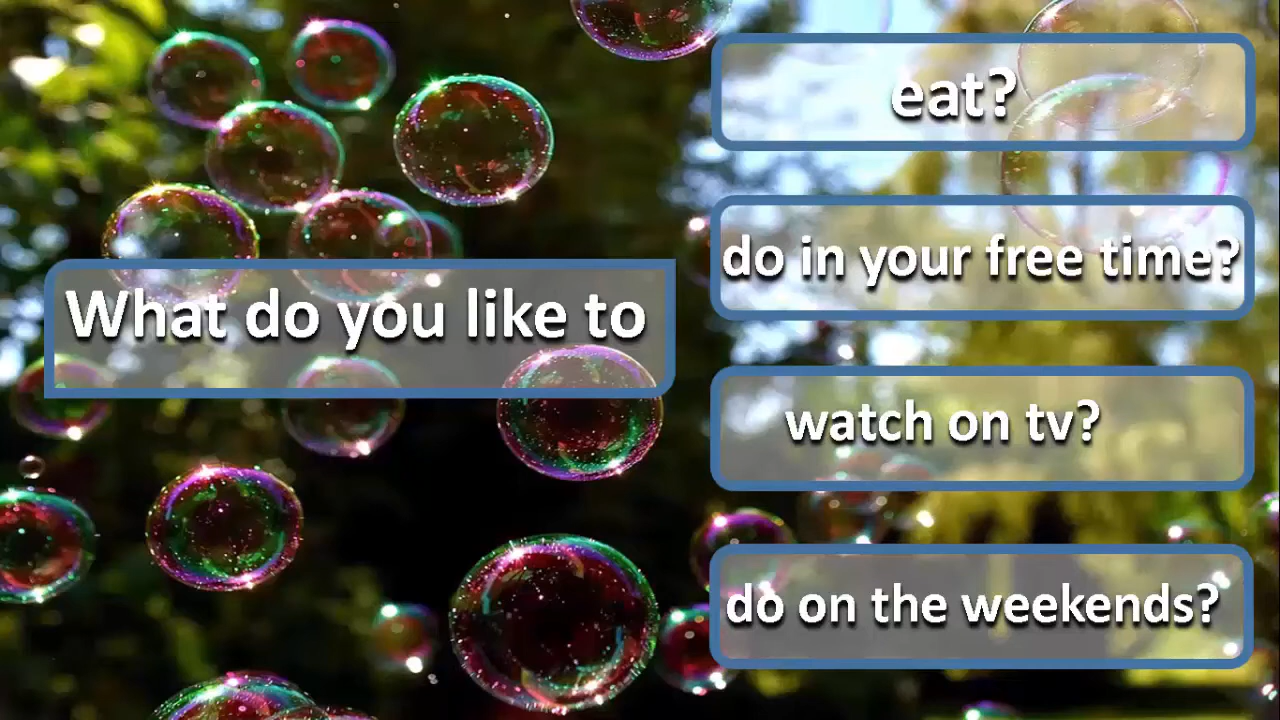 What do you like to
eat?
do in your free time?
watch on tv?
do on the weekends?